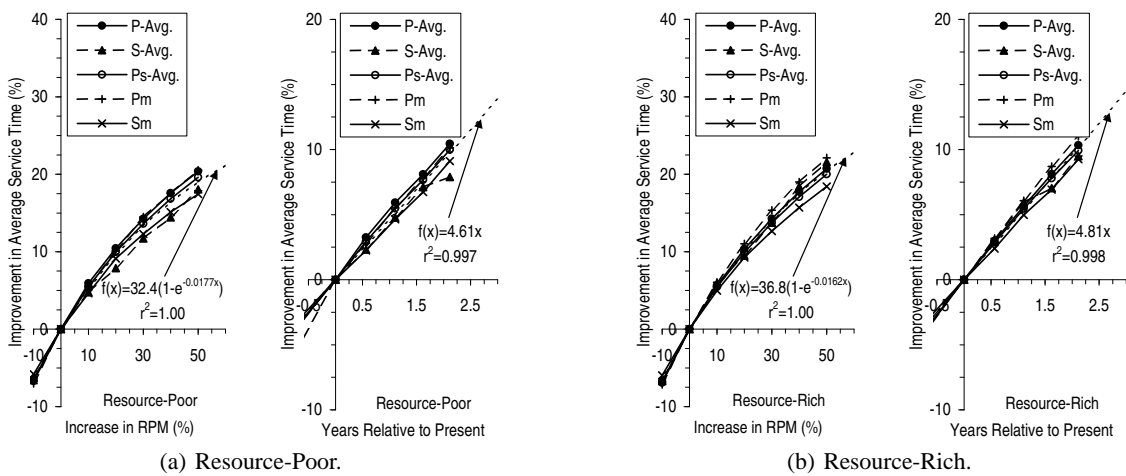 Improvement in Average Service Time (%)
40
30
20
10
0
-10
-10
10
30
50
P-Avg.
S-Avg.
Ps-Avg.
Pm
Sm
f(x)=32.4(1-e^-0.0177x)
r²=1.00
Resource-Poor
Increase in RPM (%)
Improvement in Average Service Time (%)
20
10
0
-10
-0.5
0.5
1.5
2.5
P-Avg.
S-Avg.
Ps-Avg.
Pm
Sm
f(x)=4.61x
r²=0.997
Resource-Poor
Years Relative to Present
(a) Resource-Poor.
Improvement in Average Service Time (%)
40
30
20
10
0
-10
-10
10
30
50
P-Avg.
S-Avg.
Ps-Avg.
Pm
Sm
f(x)=36.8(1-e^-0.0162x)
r²=1.00
Resource-Rich
Increase in RPM (%)
Improvement in Average Service Time (%)
20
10
0
-10
-0.5
0.5
1.5
2.5
P-Avg.
S-Avg.
Ps-Avg.
Pm
Sm
f(x)=4.81x
r²=0.998
Resource-Rich
Years Relative to Present
(b) Resource-Rich.